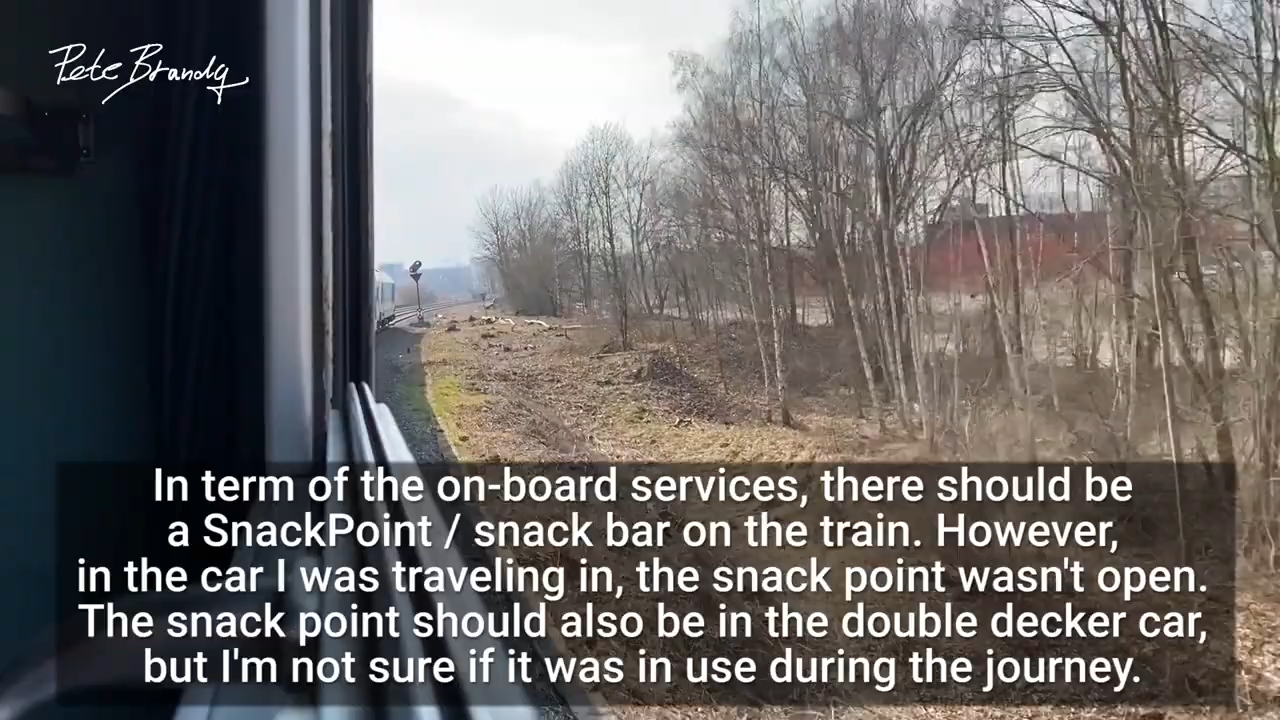 Pete Brandy
In term of the on-board services, there should be
a SnackPoint / snack bar on the train. However,
in the car I was traveling in, the snack point wasn't open.
The snack point should also be in the double decker car,
but I'm not sure if it was in use during the journey.